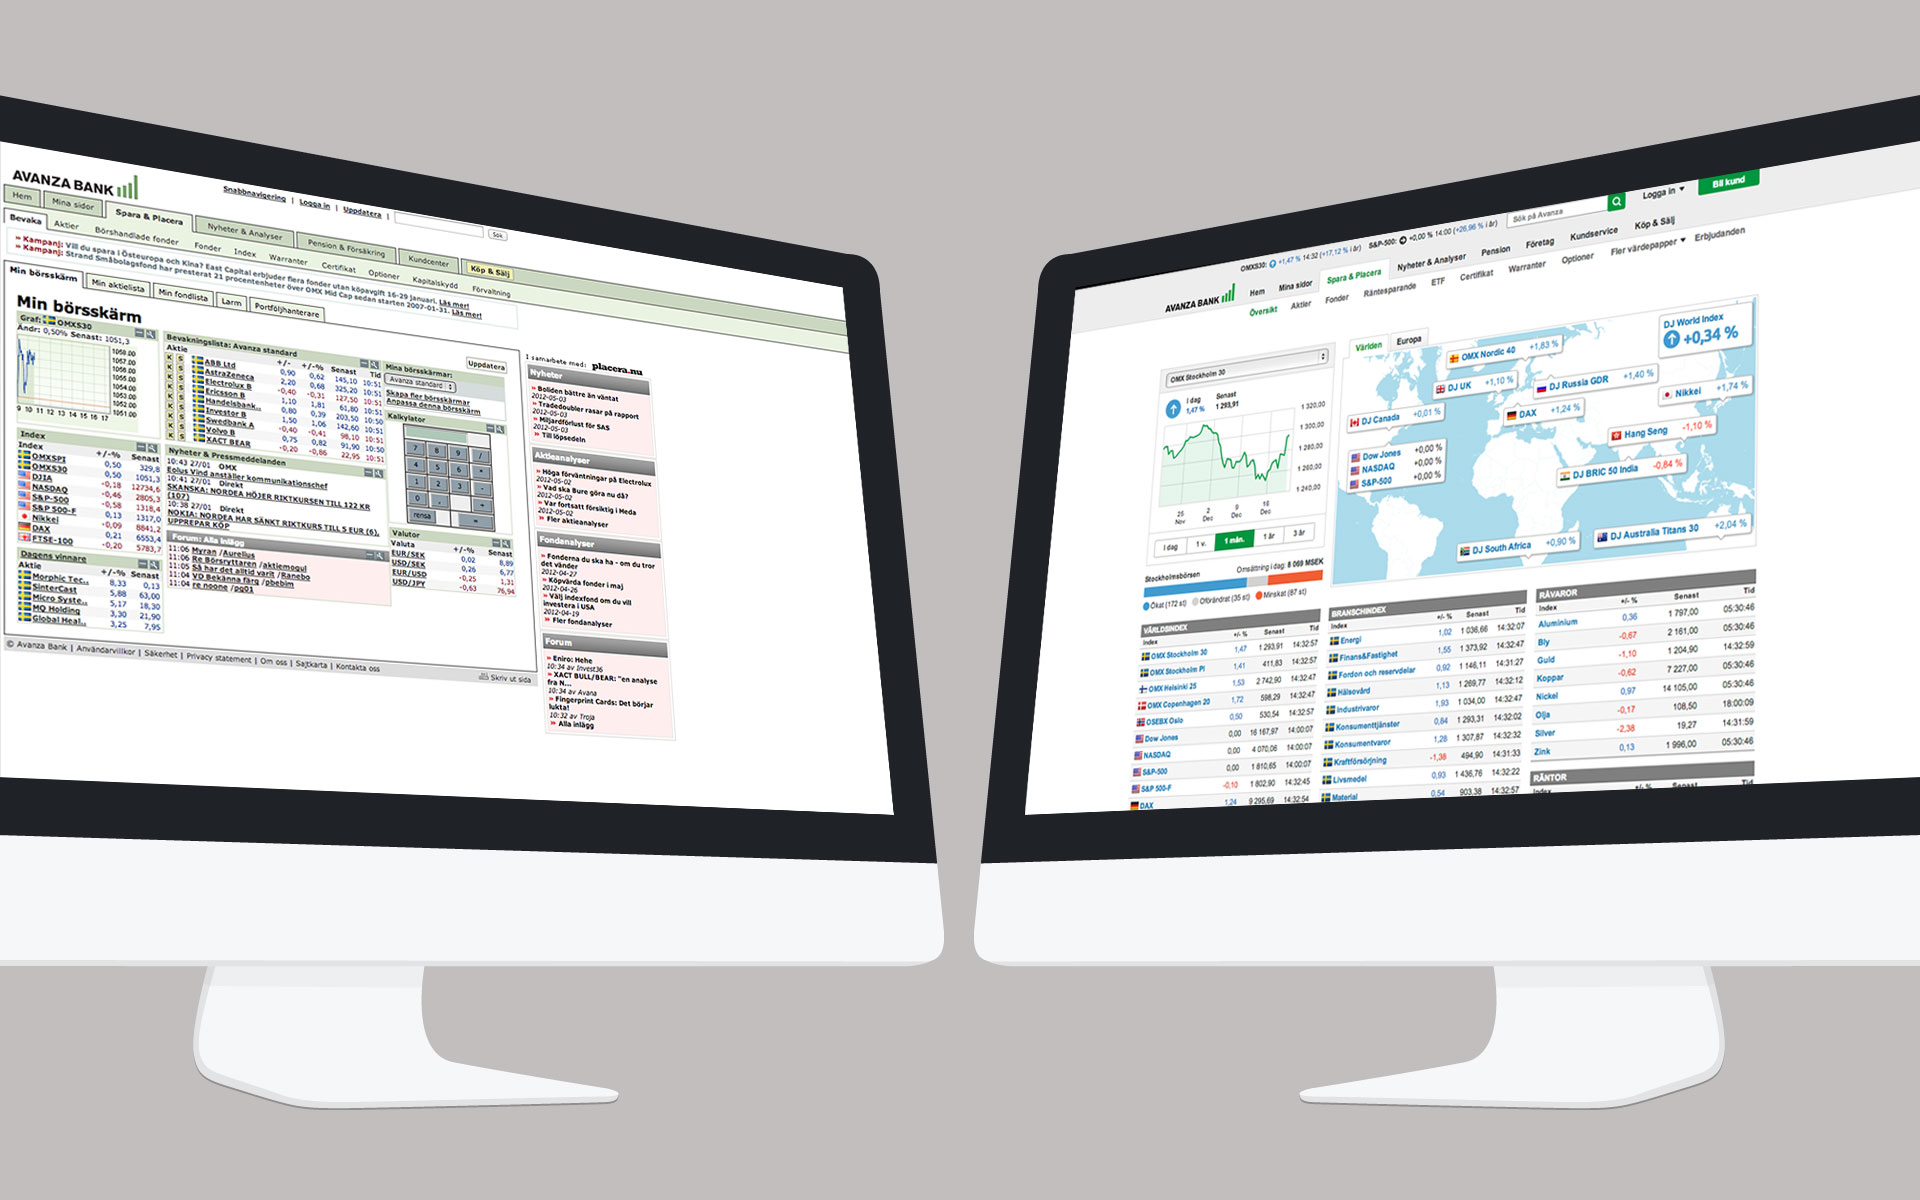 AVANZA BANK
Snabbnavigering | Logga in | Uppdatera |
Sök
Hem
Mina sidor
Spara & Placera
Nyheter & Analyser
Pension & Försäkring
Kundcenter
Köp & Sälj
Bevaka
Aktier
Börshandlade fonder
Fonder
Index
Warranter
Certifikat
Optioner
Kapitalskydd
Förvaltning
» Kampanj: Vill du spara i Östeuropa och Kina? East Capital erbjuder flera fonder utan köpavgift 16-29 januari. Läs mer!
» Kampanj: Strand Småbolagsfond har presterat 21 procentenheter över OMX Mid Cap sedan starten 2007-01-31. Läs mer!
Min börsskärm
Min aktielista
Min fondlista
Larm
Portföljhanterare
Min börsskärm
Graf: OMXS30
Ändr: 0,50% Senast: 1051,3
1058.00
1057.00
1056.00
1055.00
1054.00
1053.00
1052.00
1051.00
9 10 11 12 13 14 15 16 17
Index
Index +/-% Senast
OMXSPI 0,50 329,8
OMXS30 0,50 1051,3
DJIA -0,18 12734,6
NASDAQ -0,46 2805,3
S&P-500 -0,58 1318,4
S&P 500-F 0,13 1317,0
Nikkei -0,09 8841,2
DAX 0,21 6553,4
FTSE-100 -0,20 5783,7
Dagens vinnare
Aktie +/-% Senast
Morphic Tec.. 8,33 0,13
SinterCast 5,88 63,00
Micro Syste.. 5,17 18,30
MQ Holding 3,30 21,90
Global Heal.. 3,25 7,95
Bevakningslista: Avanza standard
Aktie +/- +/-% Senast Tid
K S ABB Ltd 0,90 0,62 145,10 10:51
K S AstraZeneca 2,20 0,68 325,20 10:51
K S Electrolux B -0,40 -0,31 127,50 10:51
K S Ericsson B 1,10 1,81 61,80 10:51
K S Handelsbank.. 0,80 0,39 203,50 10:51
K S Investor B 1,50 1,06 142,60 10:51
K S Swedbank A -0,40 -0,41 98,10 10:51
K S Volvo B 0,75 0,82 91,90 10:50
K S XACT BEAR -0,20 -0,86 22,95 10:51
Nyheter & Pressmeddelanden
10:43 27/01 OMX
Eolus Vind anställer kommunikationschef
10:41 27/01 Direkt
SKANSKA: NORDEA HÖJER RIKTKURSEN TILL 122 KR
(107)
10:38 27/01 Direkt
NOKIA: NORDEA HAR SÄNKT RIKTKURS TILL 5 EUR (6),
UPPREPAR KÖP
Forum: Alla inlägg
11:06 Myran /Aurelius
11:06 Re Börsryttaren /aktiemogul
11:05 Så har det alltid varit /Ranebo
11:04 VD Bekänna färg /pbebim
11:04 re noone /pg01
Uppdatera
Mina börsskärmar:
Avanza standard
Skapa fler börsskärmar
Anpassa denna börsskärm
Kalkylator
7 8 9 /
4 5 6 *
1 2 3 -
0 , +
rensa =
Valutor
Valuta +/-% Senast
EUR/SEK 0,02 8,89
USD/SEK 0,26 6,77
EUR/USD -0,25 1,31
USD/JPY -0,63 76,94
© Avanza Bank | Användarvillkor | Säkerhet | Privacy statement | Om oss | Sajtkarta | Kontakta oss
Skriv ut sida
I samarbete med: placera.nu
Nyheter
» Boliden bättre än väntat
2012-05-03
» Tradedoubler rasar på rapport
2012-05-03
» Miljardförlust för SAS
2012-05-03
» Till löpsedeln
Aktieanalyser
» Höga förväntningar på Electrolux
2012-05-02
» Vad ska Bure göra nu då?
2012-05-02
» Var fortsatt försiktig i Meda
2012-05-02
» Fler aktieanalyser
Fondanalyser
» Fonderna du ska ha - om du tror
det vänder
2012-04-27
» Köpvärda fonder i maj
2012-04-26
» Välj indexfond om du vill
investera i USA
2012-04-19
» Fler fondanalyser
Forum
» Eniro: Hehe
10:34 av Invest36
» XACT BULL/BEAR: "en analyse
fra N...
10:34 av Avana
» Fingerprint Cards: Det börjar
lukta!
10:32 av Troja
» Alla inlägg
OMXS30: +1,47 % 14:32 (+17,12 % i år) S&P-500: +0,00 % 14:00 (+26,96 % i år)
Sök på Avanza
Logga in
Bli kund
AVANZA BANK
Hem
Mina sidor
Spara & Placera
Nyheter & Analyser
Pension
Företag
Kundservice
Köp & Sälj
Översikt
Aktier
Fonder
Räntesparande
ETF
Certifikat
Warranter
Optioner
Fler värdepapper
Erbjudanden
OMX Stockholm 30
I dag Senast
1,47 % 1 293,91
1 320,00
1 300,00
1 280,00
1 260,00
1 240,00
25 Nov
2 Dec
9 Dec
16 Dec
I dag 1 v. 1 mån. 1 år 3 år
Stockholmsbörsen Omsättning i dag: 8 069 MSEK
Ökat (172 st) Oförändrat (35 st) Minskat (87 st)
Världen
Europa
DJ World Index
+0,34 %
OMX Nordic 40 +1,83 %
DJ UK +1,10 %
DJ Russia GDR +1,40 %
Nikkei +1,74 %
DJ Canada +0,01 %
DAX +1,24 %
Hang Seng -1,10 %
Dow Jones +0,00 %
NASDAQ +0,00 %
S&P-500 +0,00 %
DJ BRIC 50 India -0,84 %
DJ South Africa +0,90 %
DJ Australia Titans 30 +2,04 %
VÄRLDSINDEX
Index +/- % Senast Tid
OMX Stockholm 30 1,47 1 293,91 14:32:57
OMX Stockholm PI 1,41 411,83 14:32:57
OMX Helsinki 25 1,53 2 742,90 14:32:47
OMX Copenhagen 20 1,72 598,29 14:32:47
OSEBX Oslo 0,50 530,54 14:32:57
Dow Jones 0,00 16 167,97 14:00:07
NASDAQ 0,00 4 070,06 14:00:07
S&P-500 0,00 1 810,65 14:00:07
S&P 500-F -0,10 1 802,90 14:32:45
DAX 1,24 9 295,69 14:32:54
BRANSCHINDEX
Index +/- % Senast Tid
Energi 1,02 1 036,66 14:32:07
Finans&Fastighet 1,55 1 373,92 14:32:47
Fordon och reservdelar 0,92 1 146,11 14:31:27
Hälsovård 1,13 1 269,77 14:32:12
Industrivaror 1,93 1 034,00 14:32:47
Konsumenttjänster 0,84 1 293,31 14:32:02
Konsumentvaror 1,28 1 307,87 14:32:32
Kraftförsörjning -1,38 494,90 14:31:33
Livsmedel 0,93 1 436,76 14:32:22
Material 0,54 903,38 14:32:57
RÅVAROR
Index +/- % Senast Tid
Aluminium 0,36 1 797,00 05:30:46
Bly -0,67 2 161,00 05:30:46
Guld -1,10 1 204,90 14:32:59
Koppar -0,62 7 227,00 05:30:46
Nickel 0,97 14 105,00 05:30:46
Olja -0,17 108,50 18:00:09
Silver -2,38 19,27 14:31:59
Zink 0,13 1 996,00 05:30:46
RÄNTOR
Index +/- % Senast Tid